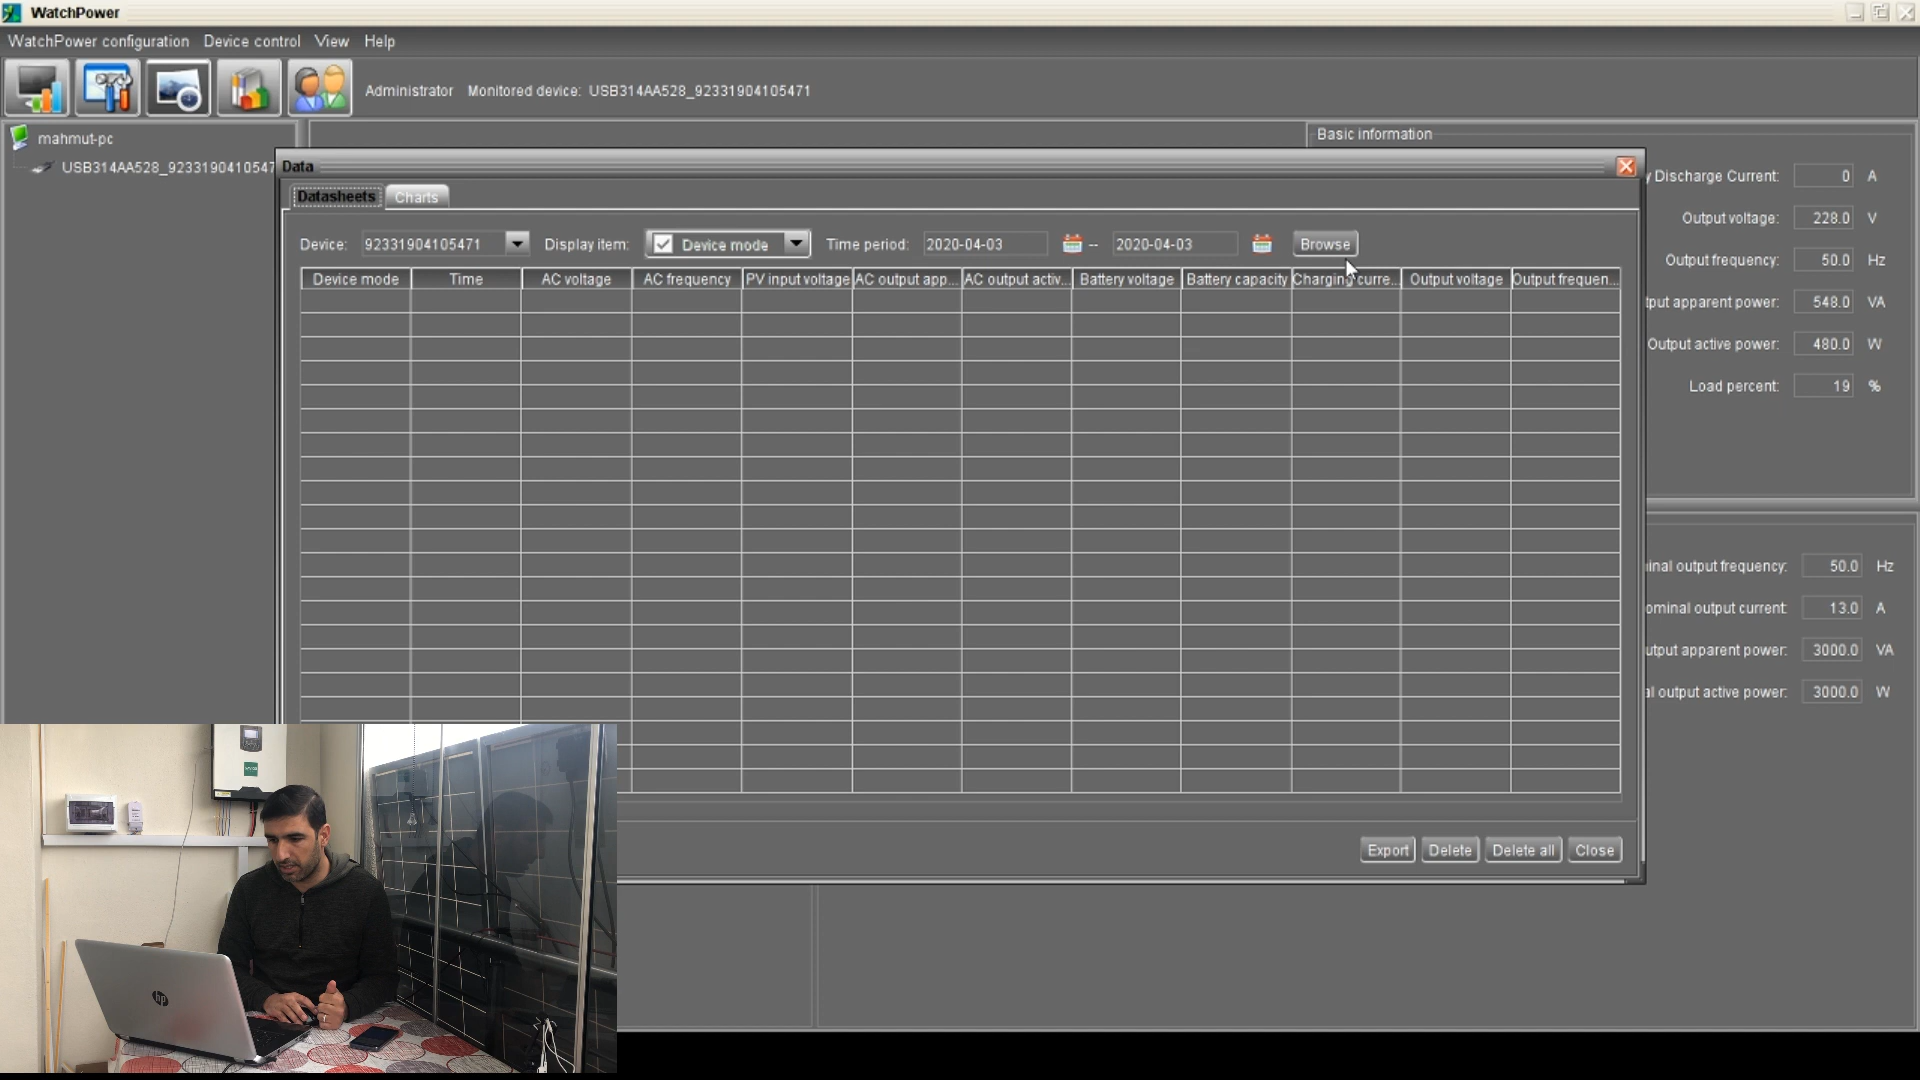 WatchPower
WatchPower configuration Device control View Help
Administrator Monitored device: USB314AA528_92331904105471
mahmut-pc
USB314AA528_9233190410547
Basic information
Data
Datasheets Charts
Device: 92331904105471 Display item: Device mode Time period: 2020-04-03 -- 2020-04-03 Browse
Device mode Time AC voltage AC frequency PV input voltage AC output app... AC output activ... Battery voltage Battery capacity Charging curre... Output voltage Output frequen...
y Discharge Current: 0 A
Output voltage: 228.0 V
Output frequency: 50.0 Hz
tput apparent power: 548.0 VA
Output active power: 480.0 W
Load percent: 19 %
inal output frequency: 50.0 Hz
ominal output current: 13.0 A
utput apparent power: 3000.0 VA
al output active power: 3000.0 W
Export Delete Delete all Close
hp